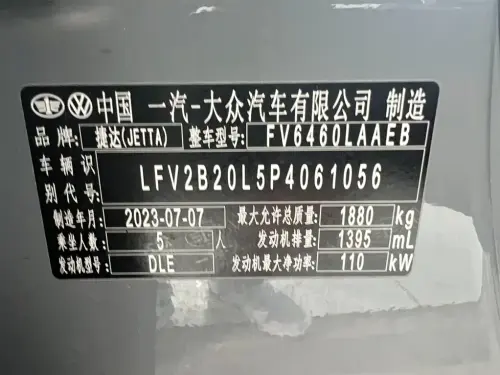 中国 一汽-大众汽车有限公司 制造
品牌: 捷达(JETTA) 整车型号: FV6460LAAEB
车辆识别代号: LFV2B20L5P4061056
制造年月: 2023-07-07 最大允许总质量: 1880 kg
乘坐人数: 5 人 发动机排量: 1395 mL
发动机型号: DLE 发动机最大净功率: 110 kW